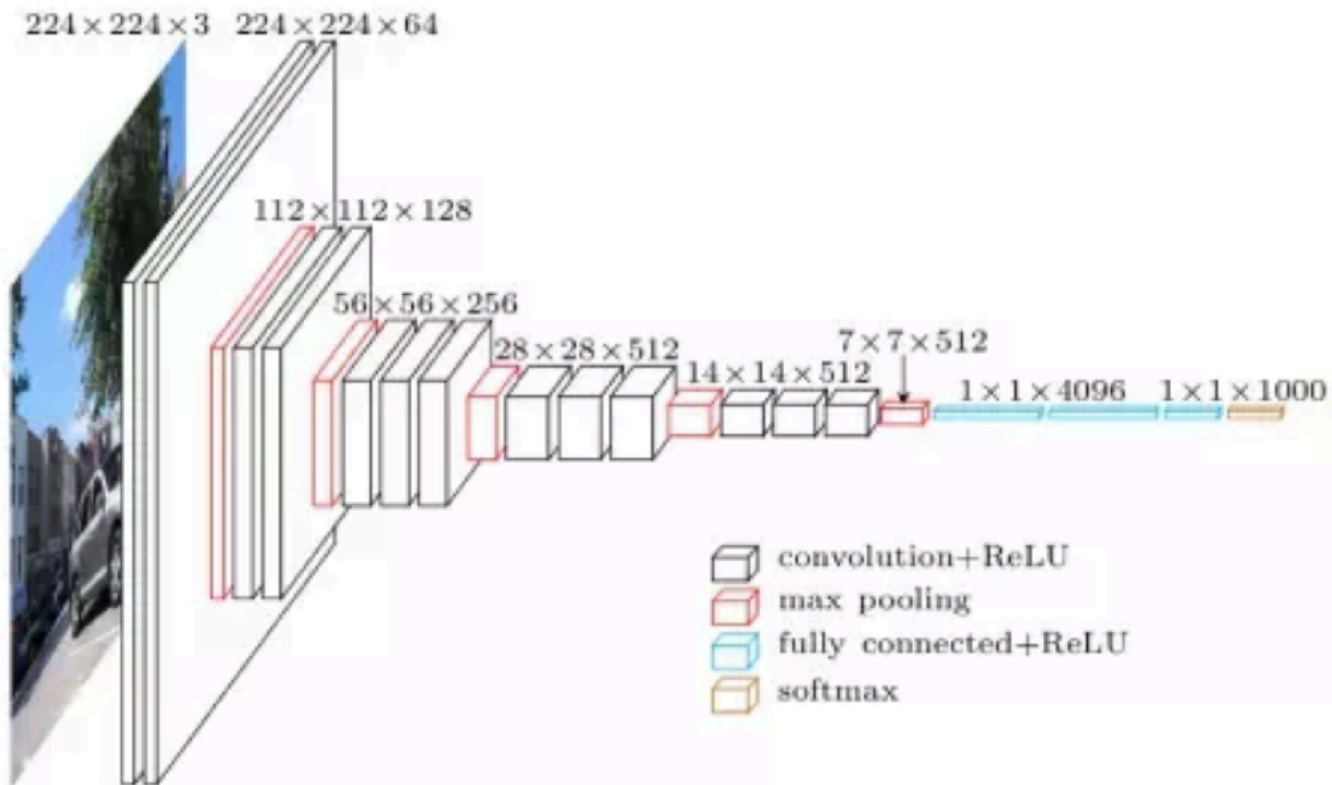 224×224×3
224×224×64
112×112×128
56×56×256
28×28×512
14×14×512
7×7×512
1×1×4096
1×1×1000
convolution+ReLU
max pooling
fully connected+ReLU
softmax